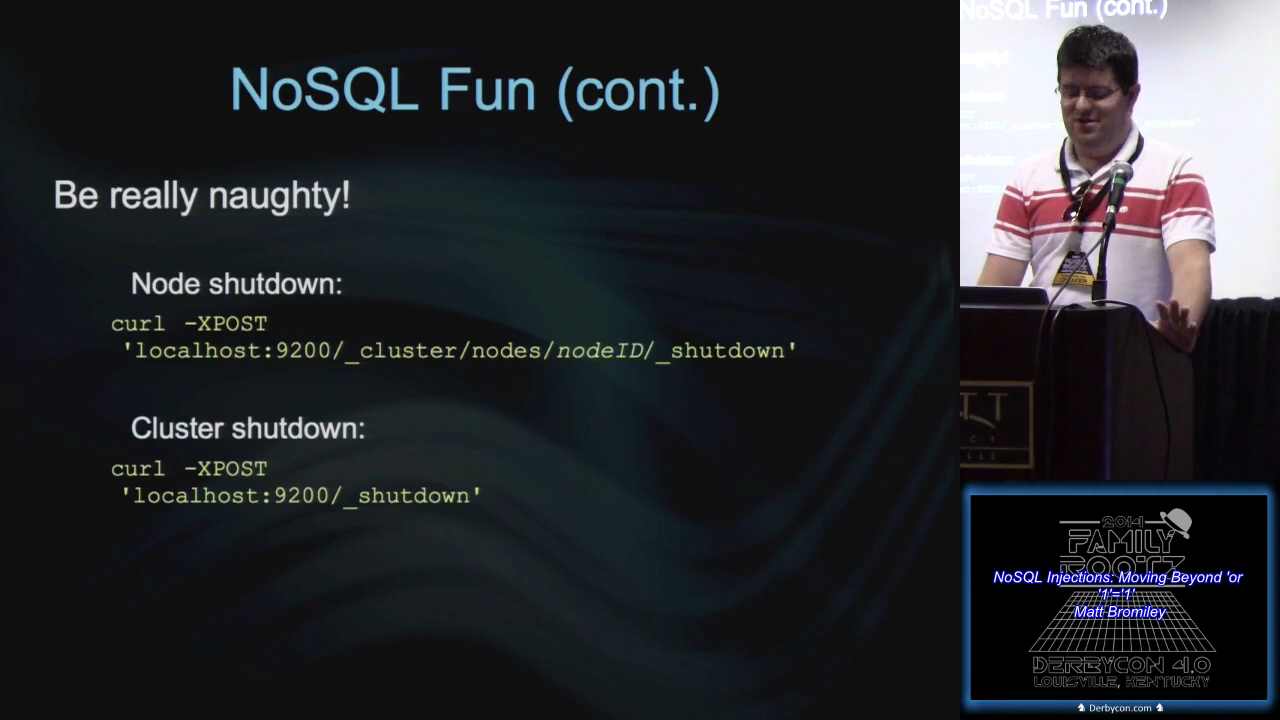 NoSQL Fun (cont.)
Be really naughty!
Node shutdown:
curl -XPOST
'localhost:9200/_cluster/nodes/nodeID/_shutdown'
Cluster shutdown:
curl -XPOST
'localhost:9200/_shutdown'
NoSQL Fun (cont.)
2014
FAMILY
ROOTZ
NoSQL Injections: Moving Beyond 'or
'1'='1'
Matt Bromiley
DERBYCON 4.0
LOUISVILLE, KENTUCKY
Derbycon.com